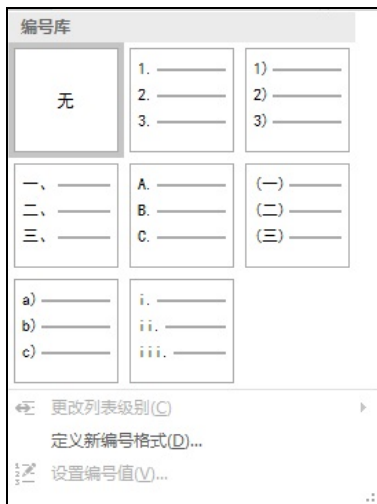 编号库
无
1.
2.
3.
1)
2)
3)
一、
二、
三、
A.
B.
C.
(一)
(二)
(三)
a)
b)
c)
i.
ii.
iii.
更改列表级别(C)
定义新编号格式(D)...
设置编号值(V)...